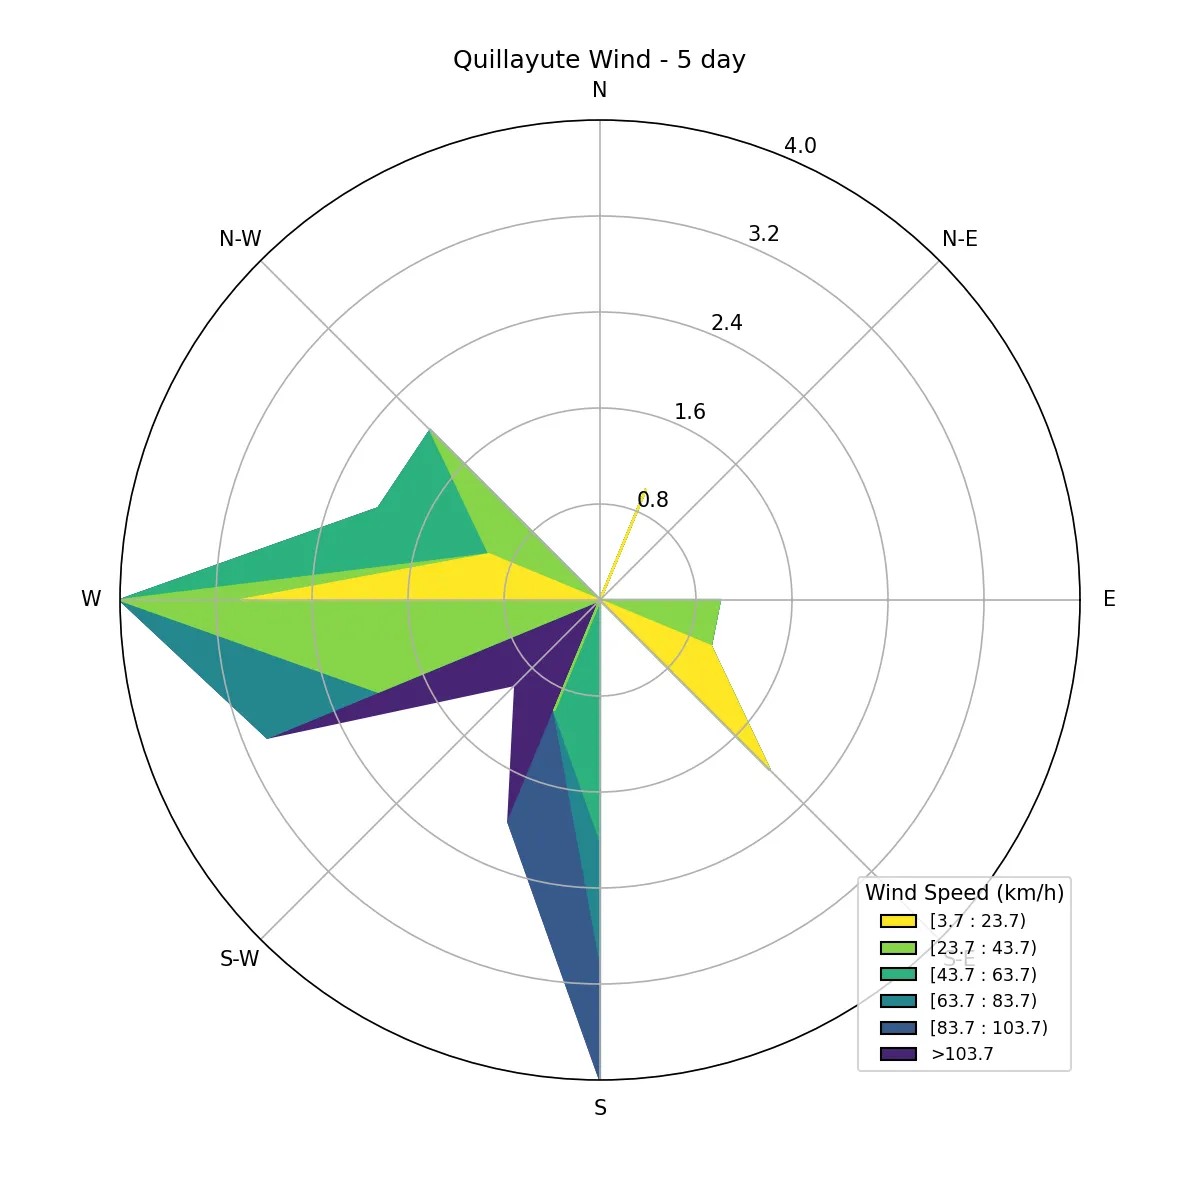 Quillayute Wind - 5 day
N
4.0
3.2
N-W
N-E
2.4
1.6
0.8
W
E
S-W
S-E
S
Wind Speed (km/h)
[3.7 : 23.7)
[23.7 : 43.7)
[43.7 : 63.7)
[63.7 : 83.7)
[83.7 : 103.7)
>103.7